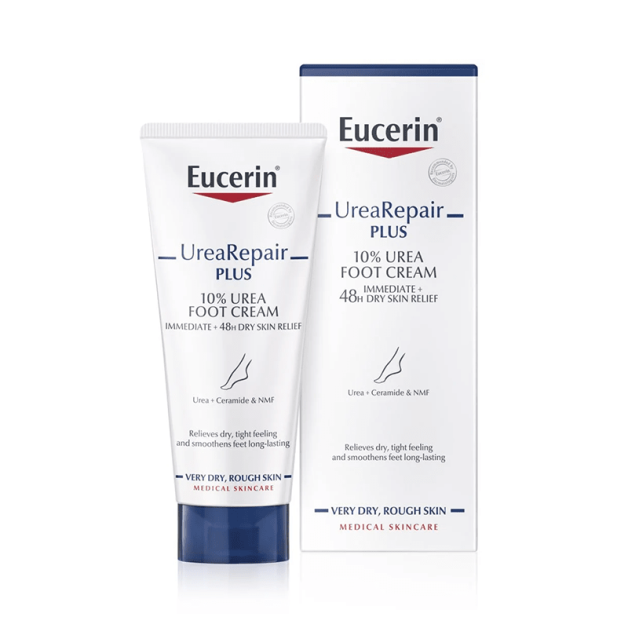 Eucerin®
UreaRepair
PLUS
10% UREA
FOOT CREAM
IMMEDIATE + 48H DRY SKIN RELIEF
Urea + Ceramide & NMF
Relieves dry, tight feeling
and smoothens feet long-lasting
VERY DRY, ROUGH SKIN
MEDICAL SKINCARE
Eucerin®
UreaRepair
PLUS
10% UREA
FOOT CREAM
IMMEDIATE +
48H DRY SKIN RELIEF
Urea + Ceramide & NMF
Relieves dry, tight feeling
and smoothens feet long-lasting
VERY DRY, ROUGH SKIN
MEDICAL SKINCARE